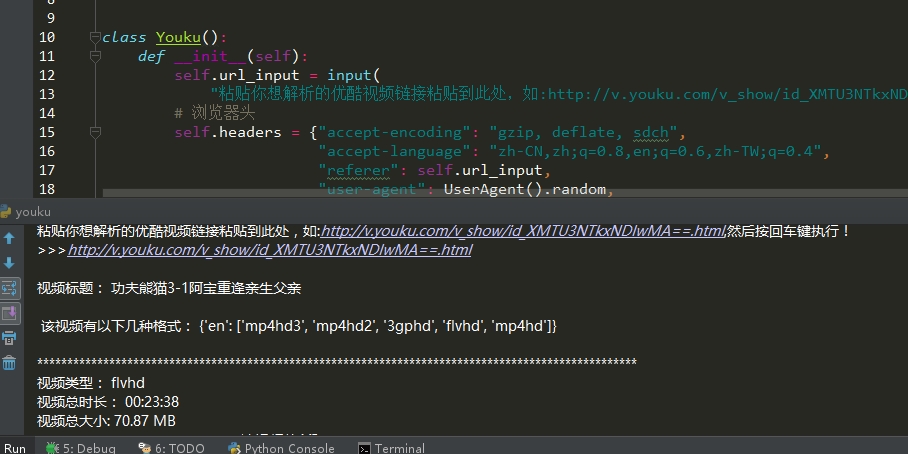 8
9
10 class Youku():
11 def __init__(self):
12 self.url_input = input(
13 "粘贴你想解析的优酷视频链接粘贴到此处，如:http://v.youku.com/v_show/id_XMTU3NTkxND
14 # 浏览器头
15 self.headers = {"accept-encoding": "gzip, deflate, sdch",
16 "accept-language": "zh-CN,zh;q=0.8,en;q=0.6,zh-TW;q=0.4",
17 "referer": self.url_input,
18 "user-agent": UserAgent().random,
youku
粘贴你想解析的优酷视频链接粘贴到此处，如:http://v.youku.com/v_show/id_XMTU3NTkxNDIwMA==.html,然后按回车键执行！
>>>http://v.youku.com/v_show/id_XMTU3NTkxNDIwMA==.html
视频标题： 功夫熊猫3-1阿宝重逢亲生父亲
该视频有以下几种格式： {'en': ['mp4hd3', 'mp4hd2', '3gphd', 'flvhd', 'mp4hd']}
****************************************************************************************************
视频类型： flvhd
视频总时长： 00:23:38
视频总大小: 70.87 MB
Run 5: Debug 6: TODO Python Console Terminal